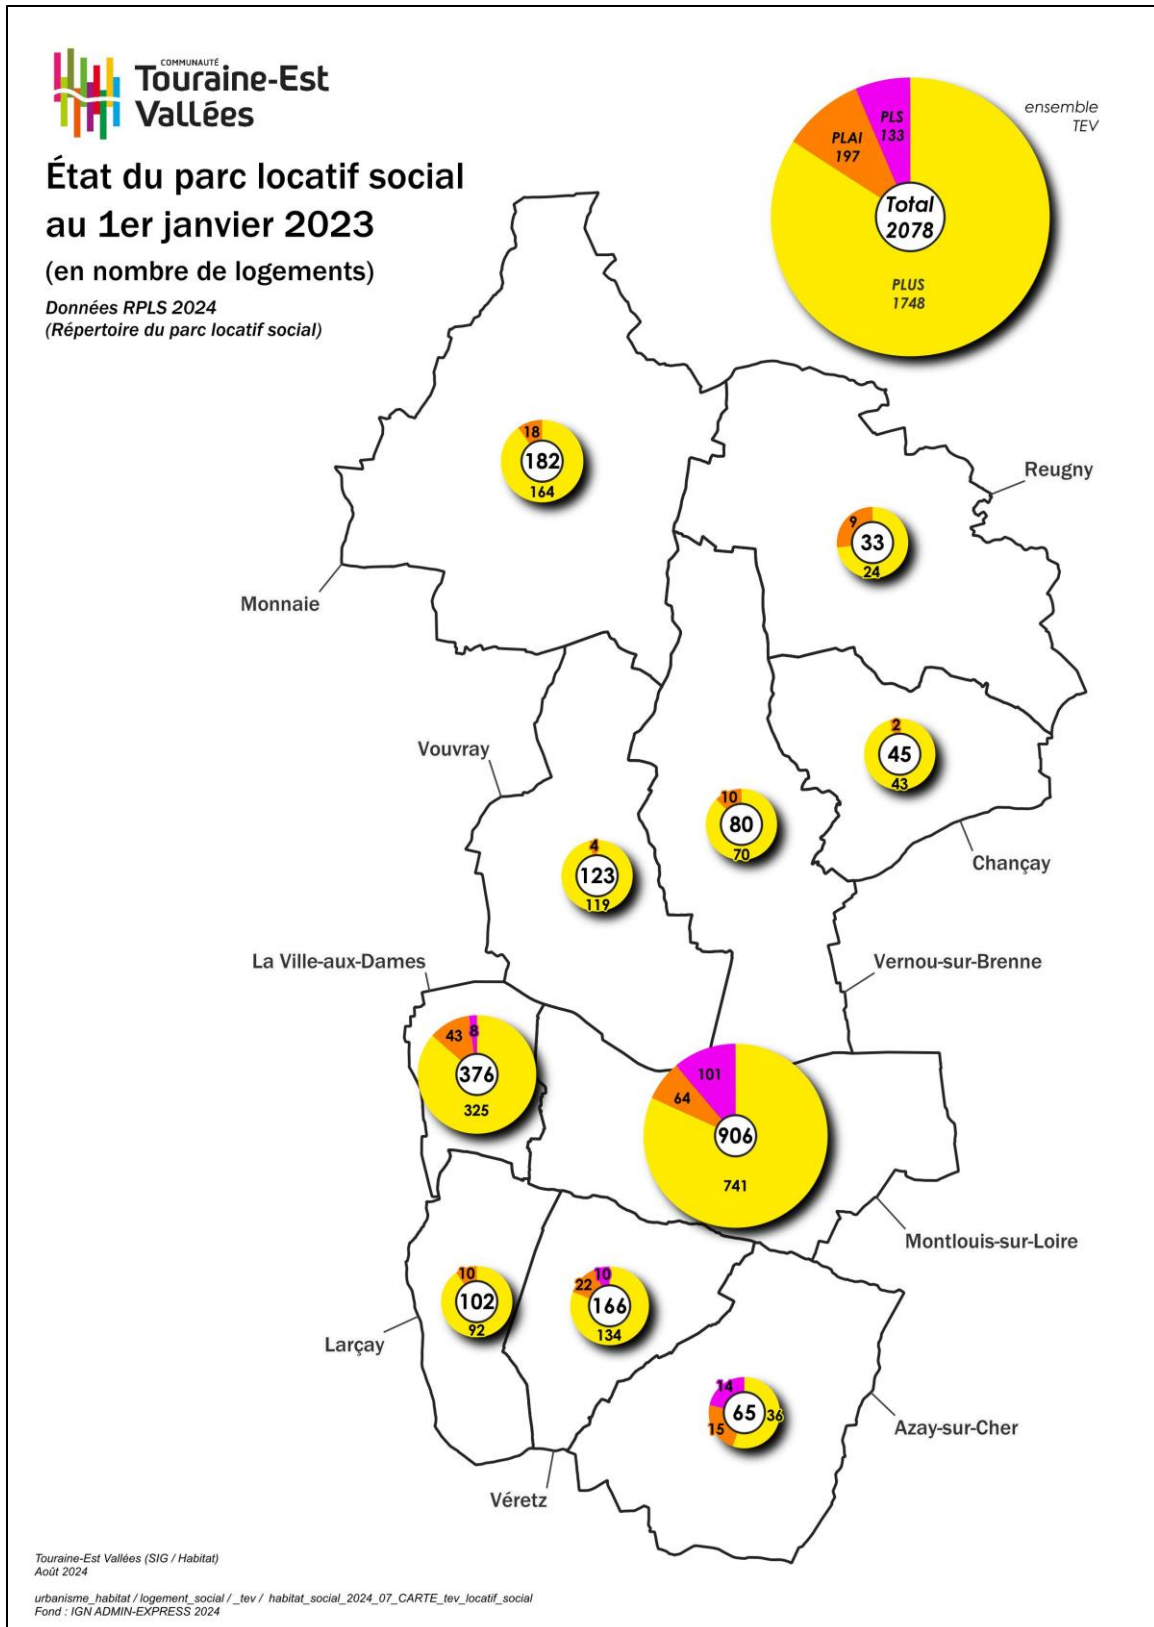 COMMUNAUTÉ
Touraine-Est
Vallées
État du parc locatif social
au 1er janvier 2023
(en nombre de logements)
Données RPLS 2024
(Répertoire du parc locatif social)
ensemble
TEV
PLS
133
PLAI
197
Total
2078
PLUS
1748
18
182
164
Reugny
9
33
24
Monnaie
2
45
43
Vouvray
10
80
70
4
123
119
Chançay
La Ville-aux-Dames
Vernou-sur-Brenne
43
8
376
325
101
64
906
741
Montlouis-sur-Loire
10
102
92
10
22
166
134
Larçay
14
65
36
15
Azay-sur-Cher
Véretz
Touraine-Est Vallées (SIG / Habitat)
Août 2024
urbanisme_habitat / logement_social / _tev / habitat_social_2024_07_CARTE_tev_locatif_social
Fond : IGN ADMIN-EXPRESS 2024